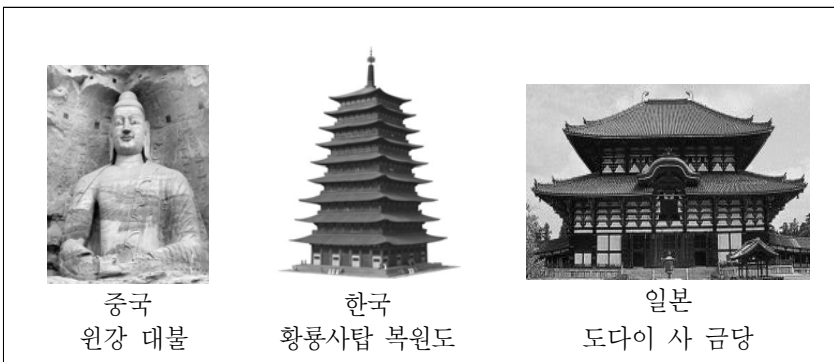 중국
윈강 대불
한국
황룡사탑 복원도
일본
도다이 사 금당